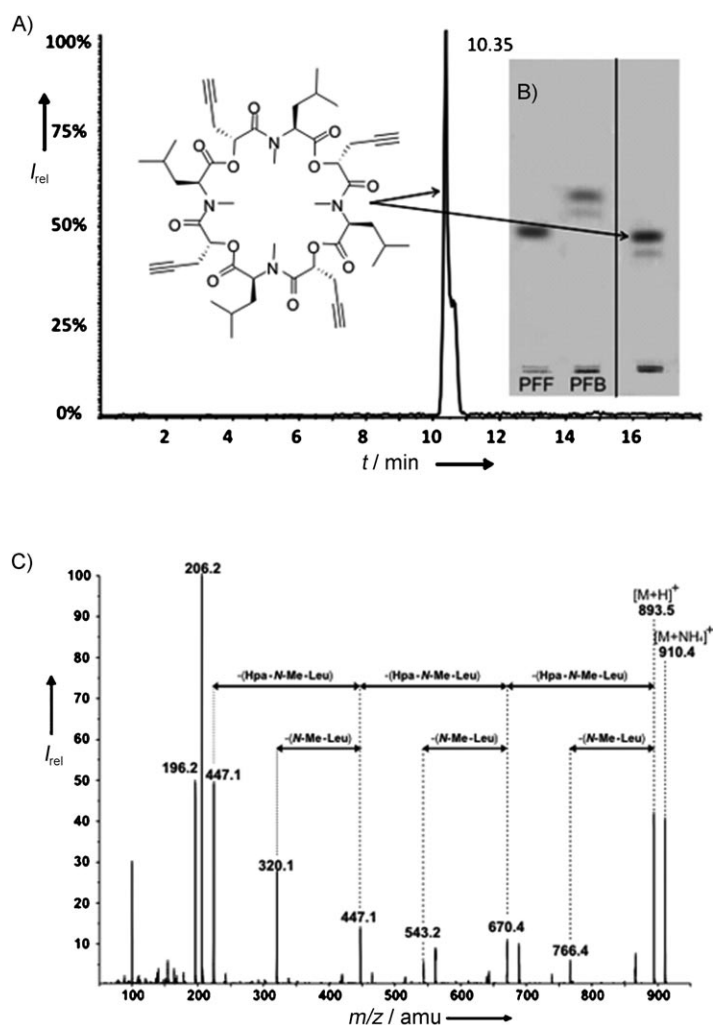 A)
100%
75%
50%
25%
0%
I rel
10.35
B)
PFF PFB
2 4 6 8 10 12 14 16
t / min
O O N O O O N O O N O O O N O O
C)
100
90
80
70
60
50
40
30
20
10
I rel
206.2
[M+H]+
893.5
[M+NH₄]+
910.4
-(Hpa-N-Me-Leu) -(Hpa-N-Me-Leu) -(Hpa-N-Me-Leu)
-(N-Me-Leu) -(N-Me-Leu) -(N-Me-Leu)
196.2
447.1
320.1
447.1
543.2
670.4
766.4
100 200 300 400 500 600 700 800 900
m/z / amu